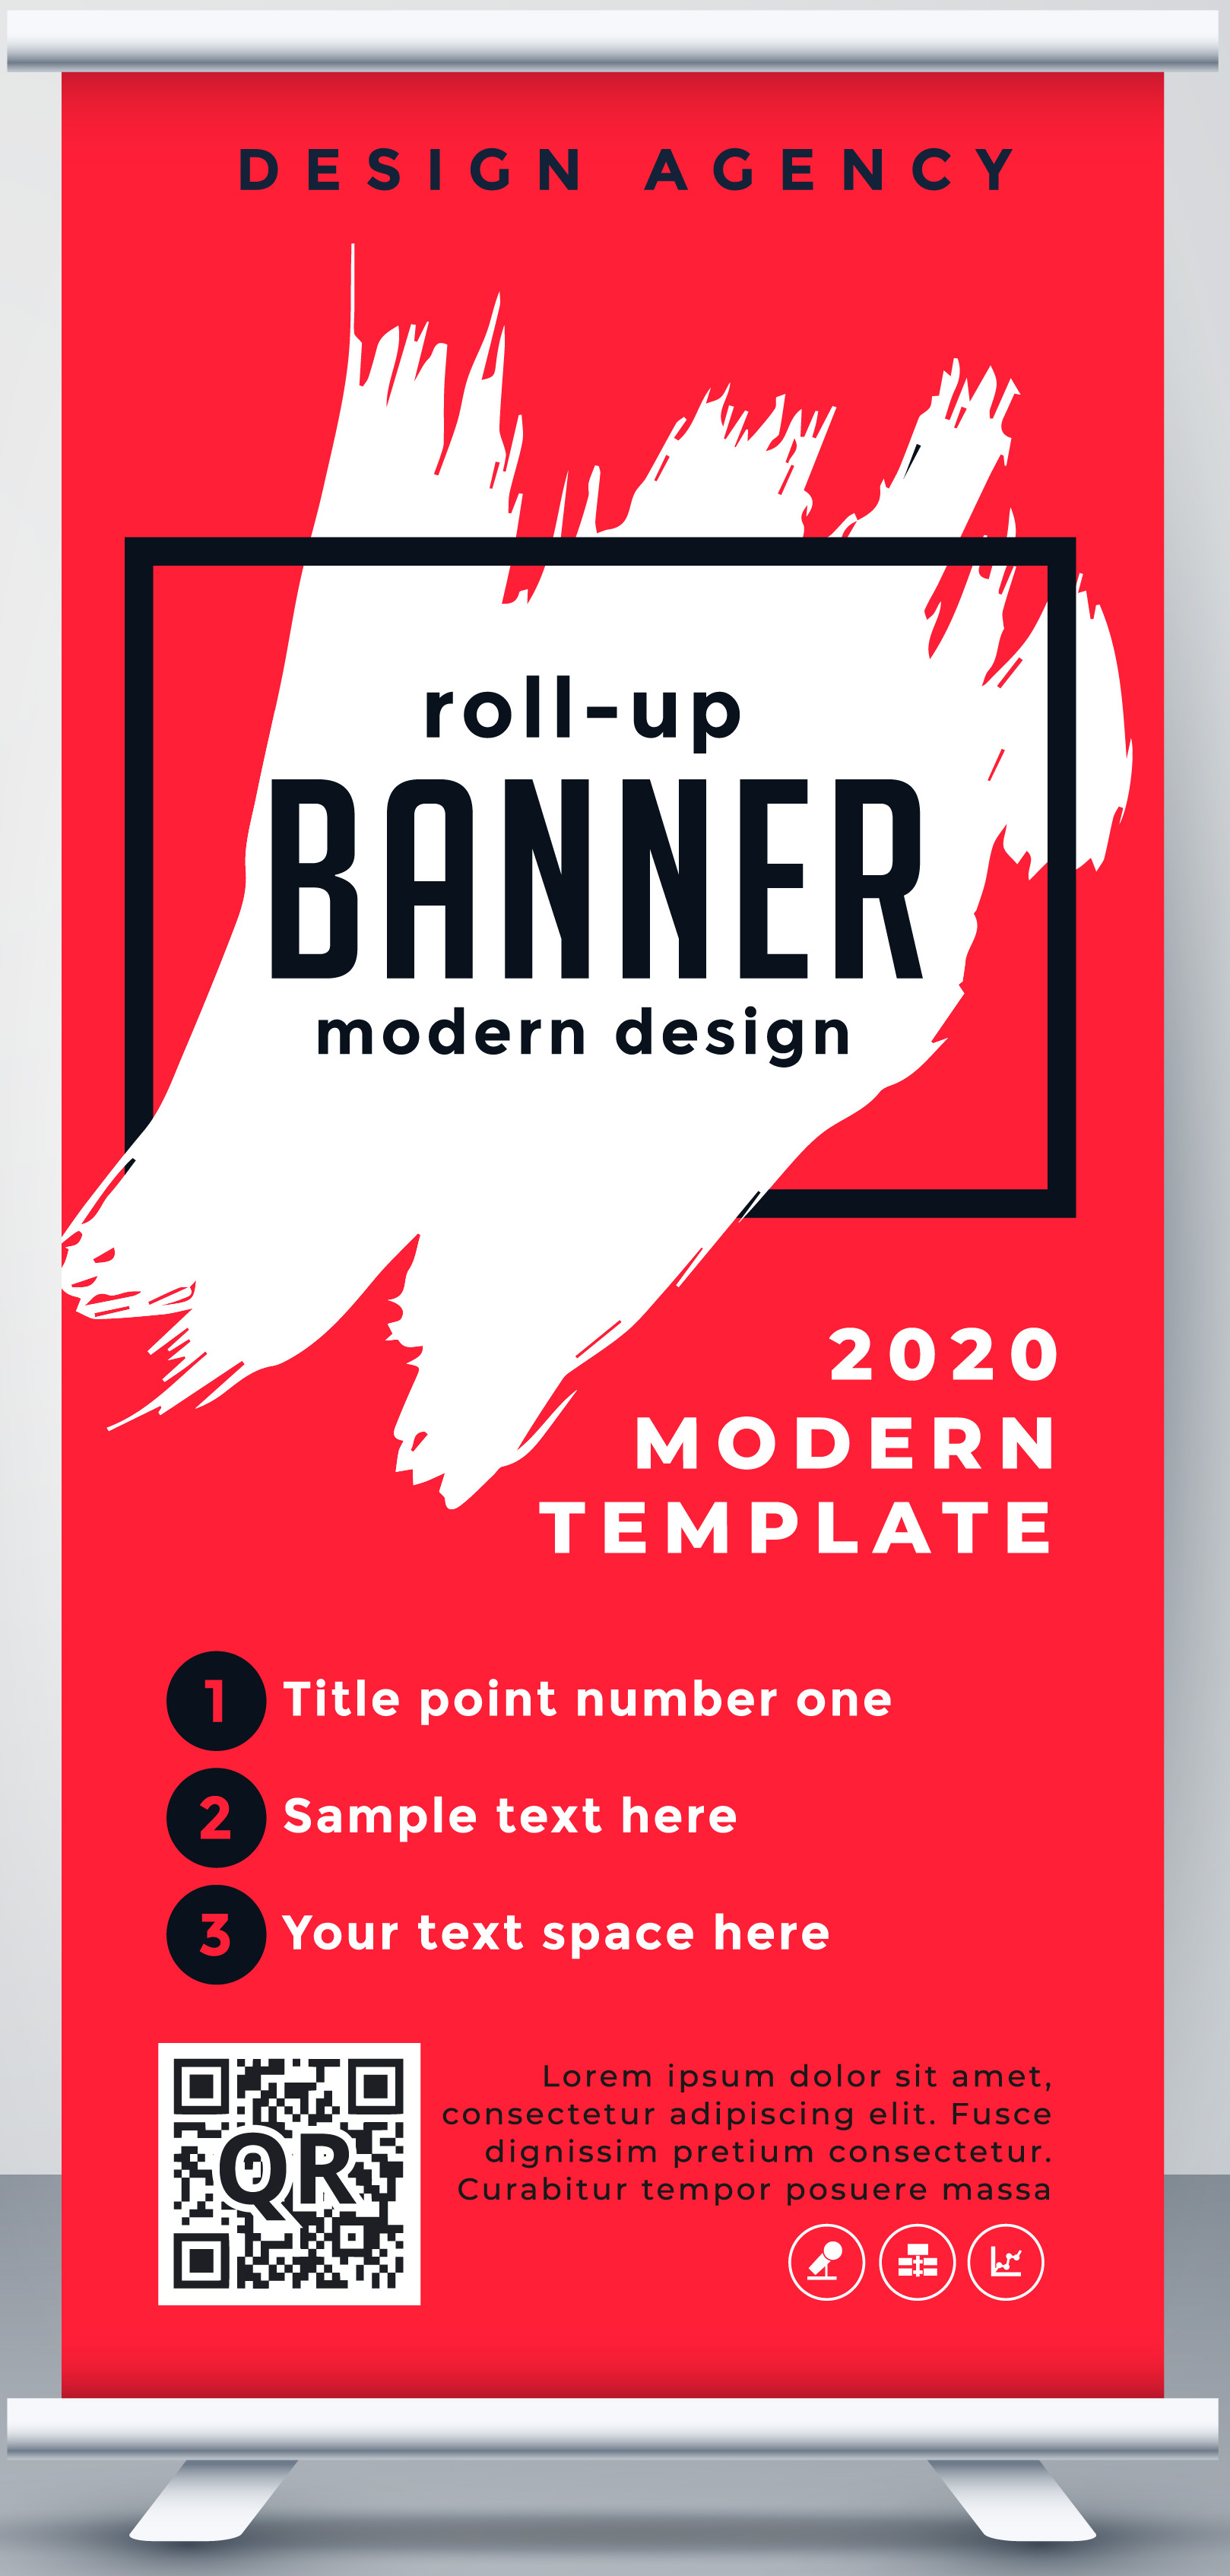 DESIGN AGENCY
roll-up
BANNER
modern design
2020
MODERN
TEMPLATE
1 Title point number one
2 Sample text here
3 Your text space here
QR
Lorem ipsum dolor sit amet,
consectetur adipiscing elit. Fusce
dignissim pretium consectetur.
Curabitur tempor posuere massa